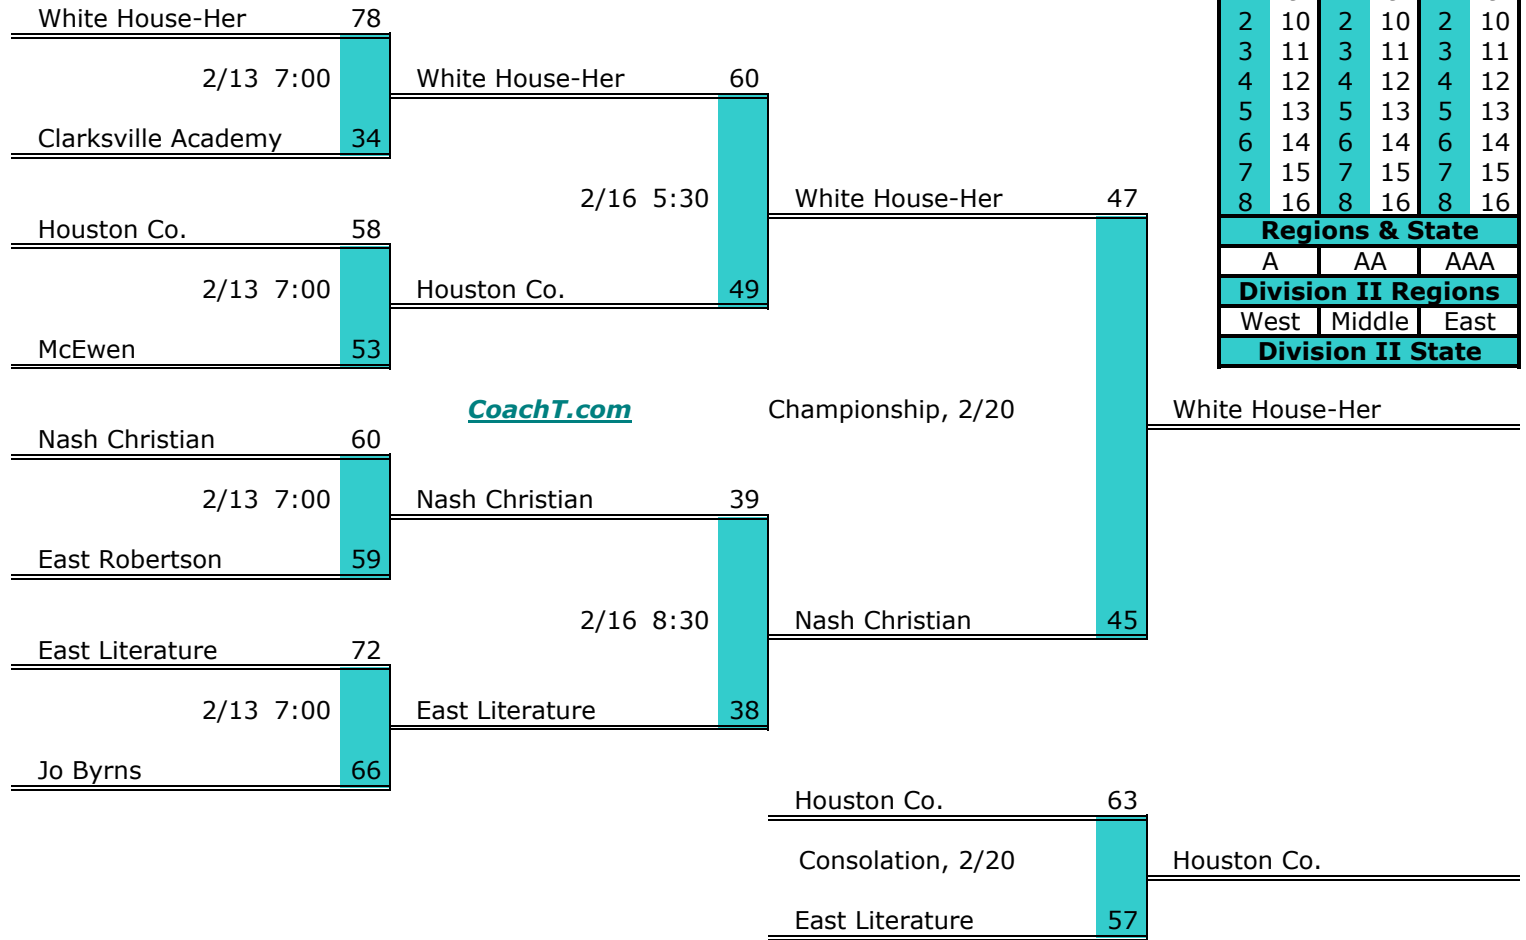 White House-Her 78
2/13 7:00
Clarksville Academy 34
White House-Her 60
Houston Co. 58
2/13 7:00
McEwen 53
Houston Co. 49
2/16 5:30
White House-Her 47
CoachT.com
Championship, 2/20
White House-Her
Nash Christian 60
2/13 7:00
East Robertson 59
Nash Christian 39
East Literature 72
2/13 7:00
Jo Byrns 66
East Literature 38
2/16 8:30
Nash Christian 45
Houston Co. 63
Consolation, 2/20
East Literature 57
Houston Co.
2 10 2 10 2 10
3 11 3 11 3 11
4 12 4 12 4 12
5 13 5 13 5 13
6 14 6 14 6 14
7 15 7 15 7 15
8 16 8 16 8 16
Regions & State
A AA AAA
Division II Regions
West Middle East
Division II State